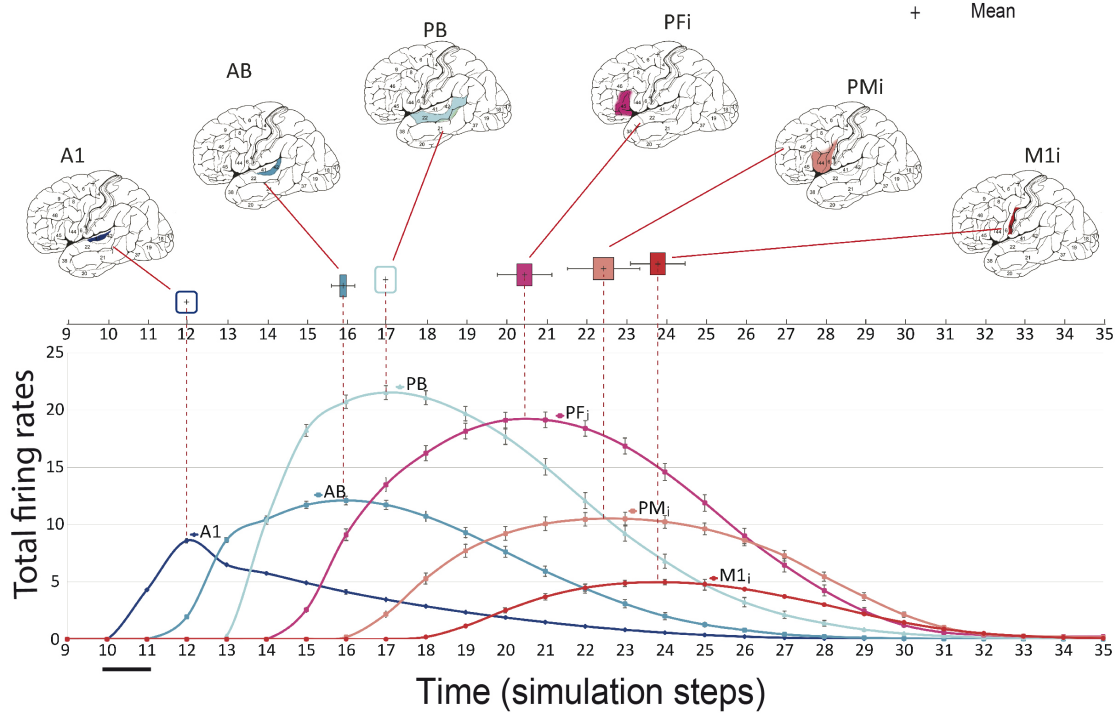 + Mean
PB
PFi
AB
PMi
A1
M1i
9 10 11 12 13 14 15 16 17 18 19 20 21 22 23 24 25 26 27 28 29 30 31 32 33 34 35
Total firing rates
25
20
15
10
5
0
PB
PFi
AB
PMi
A1
M1i
9 10 11 12 13 14 15 16 17 18 19 20 21 22 23 24 25 26 27 28 29 30 31 32 33 34 35
Time (simulation steps)